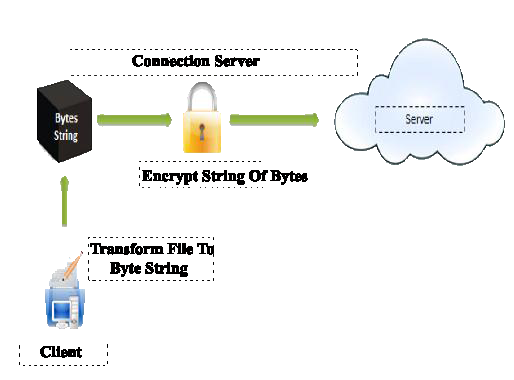 Connection Server
Bytes
String
Server
Encrypt String Of Bytes
Transform File To
Byte String
Client